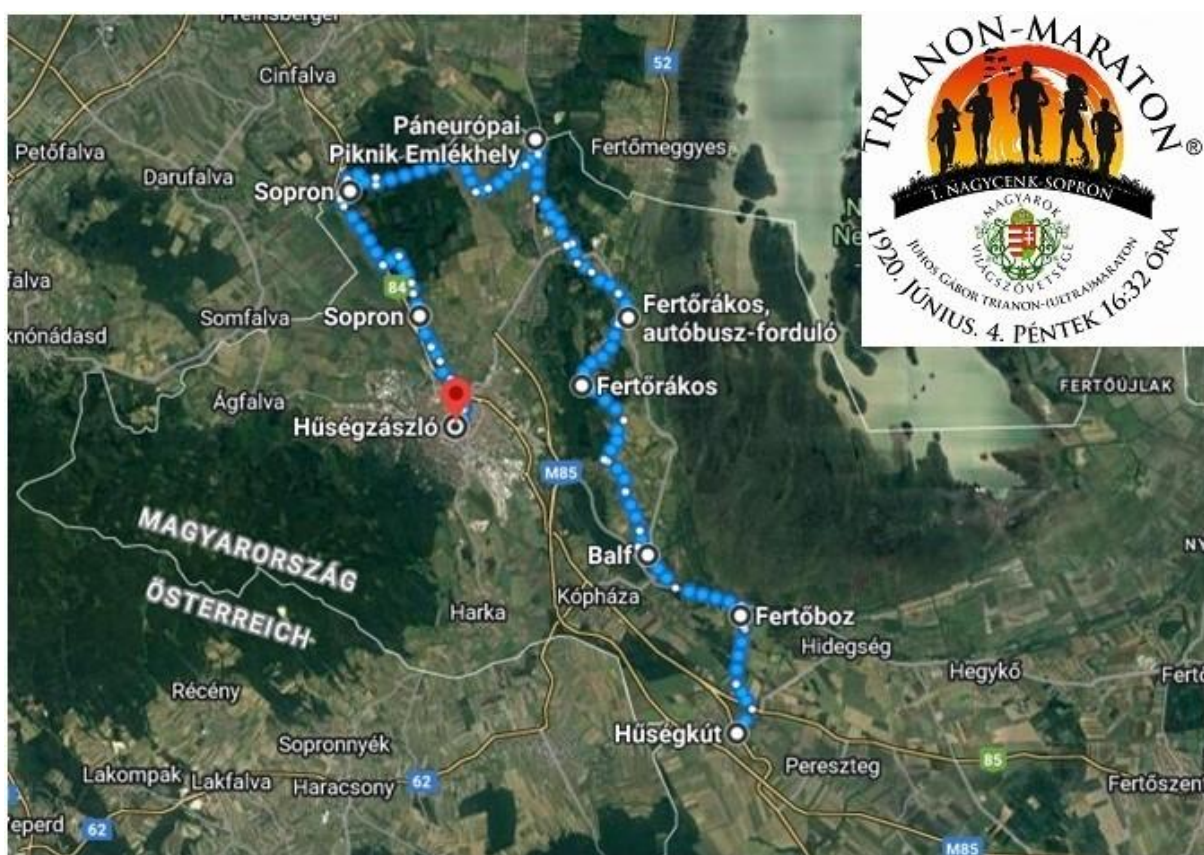 Cinfalva
52
Páneurópai
Piknik Emlékhely
Fertőmeggyes
Petőfalva
Darufalva
Sopron
84
Somfalva
Sopron
Fertőrákos,
autóbusz-forduló
Ágfalva
Fertőrákos
FERTŐÚJLAK
Hűségzászló
M85
MAGYARORSZÁG
ÖSTERREICH
Balf
Harka
Kópháza
Fertőboz
Hidegség
Hegykő
Récény
Hűségkút
Sopronnyék
Pereszteg
85
Lakompak
Lakfalva
62
Haracsony
Fertőszen
62
M85
TRIANON-MARATON®
I. NAGYCENK-SOPRON
MAGYAROK
VILÁGSZÖVETSÉGE
JUHOS GÁBOR TRIANON-(ULTRA)MARATON
1920. JÚNIUS. 4. PÉNTEK 16:32 ÓRA